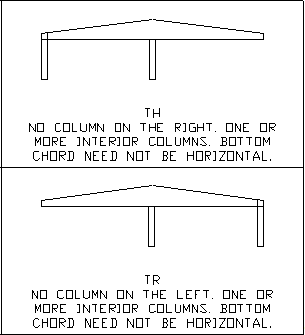 TH
NO COLUMN ON THE RIGHT. ONE OR
MORE INTERIOR COLUMNS. BOTTOM
CHORD NEED NOT BE HORIZONTAL.
TR
NO COLUMN ON THE LEFT. ONE OR
MORE INTERIOR COLUMNS. BOTTOM
CHORD NEED NOT BE HORIZONTAL.